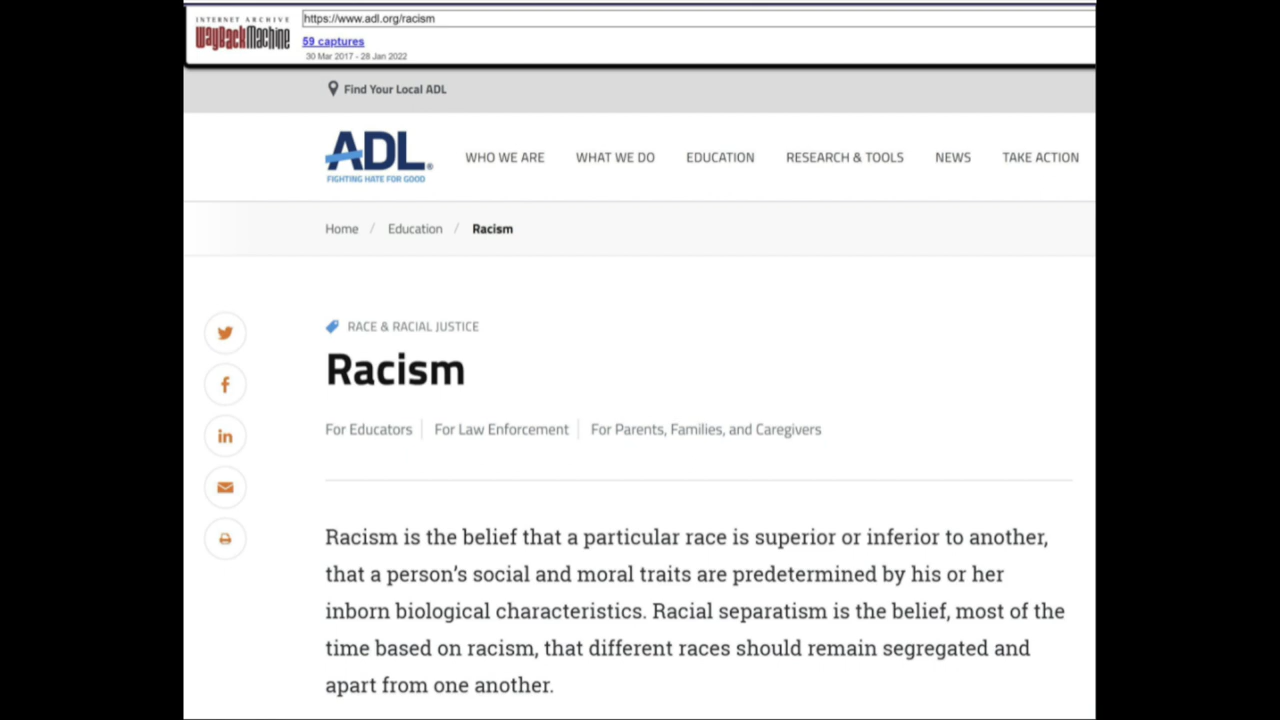 INTERNET ARCHIVE
WayBackMachine
https://www.adl.org/racism
59 captures
30 Mar 2017 - 28 Jan 2022
Find Your Local ADL
ADL®
FIGHTING HATE FOR GOOD
WHO WE ARE WHAT WE DO EDUCATION RESEARCH & TOOLS NEWS TAKE ACTION
Home / Education / Racism
RACE & RACIAL JUSTICE
Racism
For Educators For Law Enforcement For Parents, Families, and Caregivers
in
Racism is the belief that a particular race is superior or inferior to another,
that a person’s social and moral traits are predetermined by his or her
inborn biological characteristics. Racial separatism is the belief, most of the
time based on racism, that different races should remain segregated and
apart from one another.